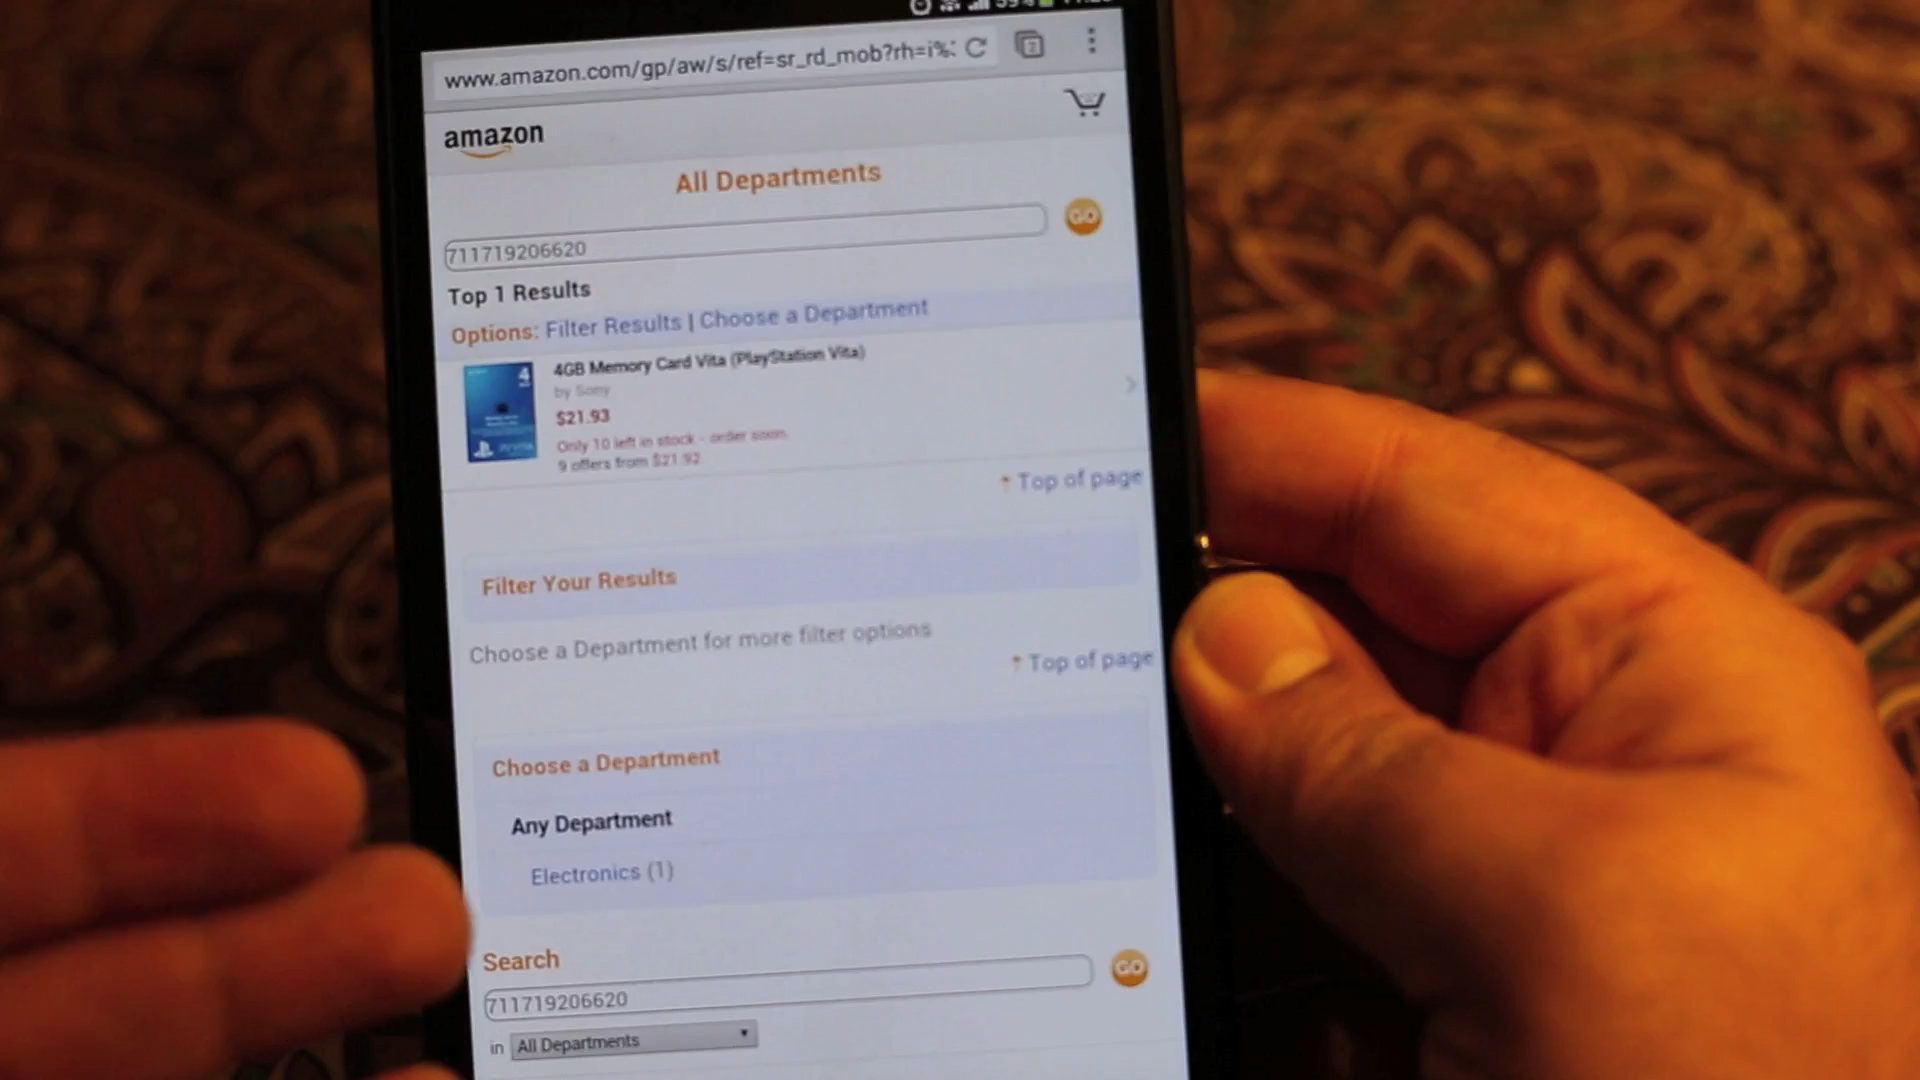 www.amazon.com/gp/aw/s/ref=sr_rd_mob?rh=i%
2
amazon
All Departments
711719206620
GO
Top 1 Results
Options: Filter Results | Choose a Department
4
4GB Memory Card Vita (PlayStation Vita)
by Sony
$21.93
Only 10 left in stock - order soon.
9 offers from $21.92
Top of page
Filter Your Results
Choose a Department for more filter options
Top of page
Choose a Department
Any Department
Electronics (1)
Search
711719206620
GO
in All Departments